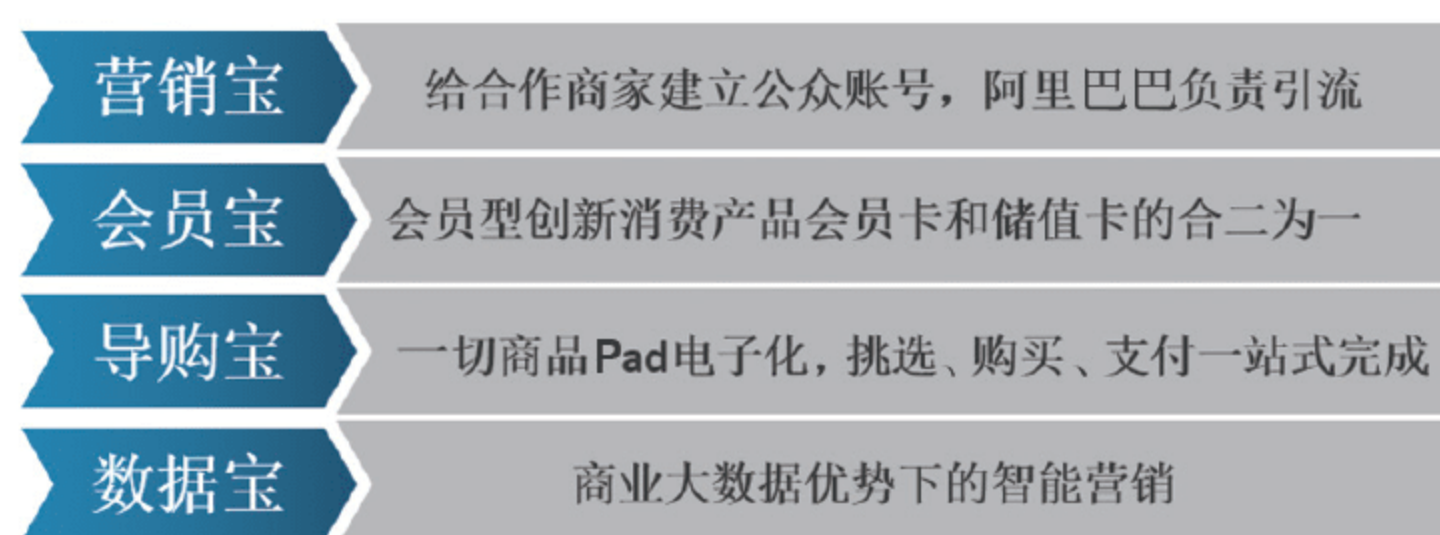 营销宝
给合作商家建立公众账号，阿里巴巴负责引流
会员宝
会员型创新消费产品会员卡和储值卡的合二为一
导购宝
一切商品Pad电子化，挑选、购买、支付一站式完成
数据宝
商业大数据优势下的智能营销